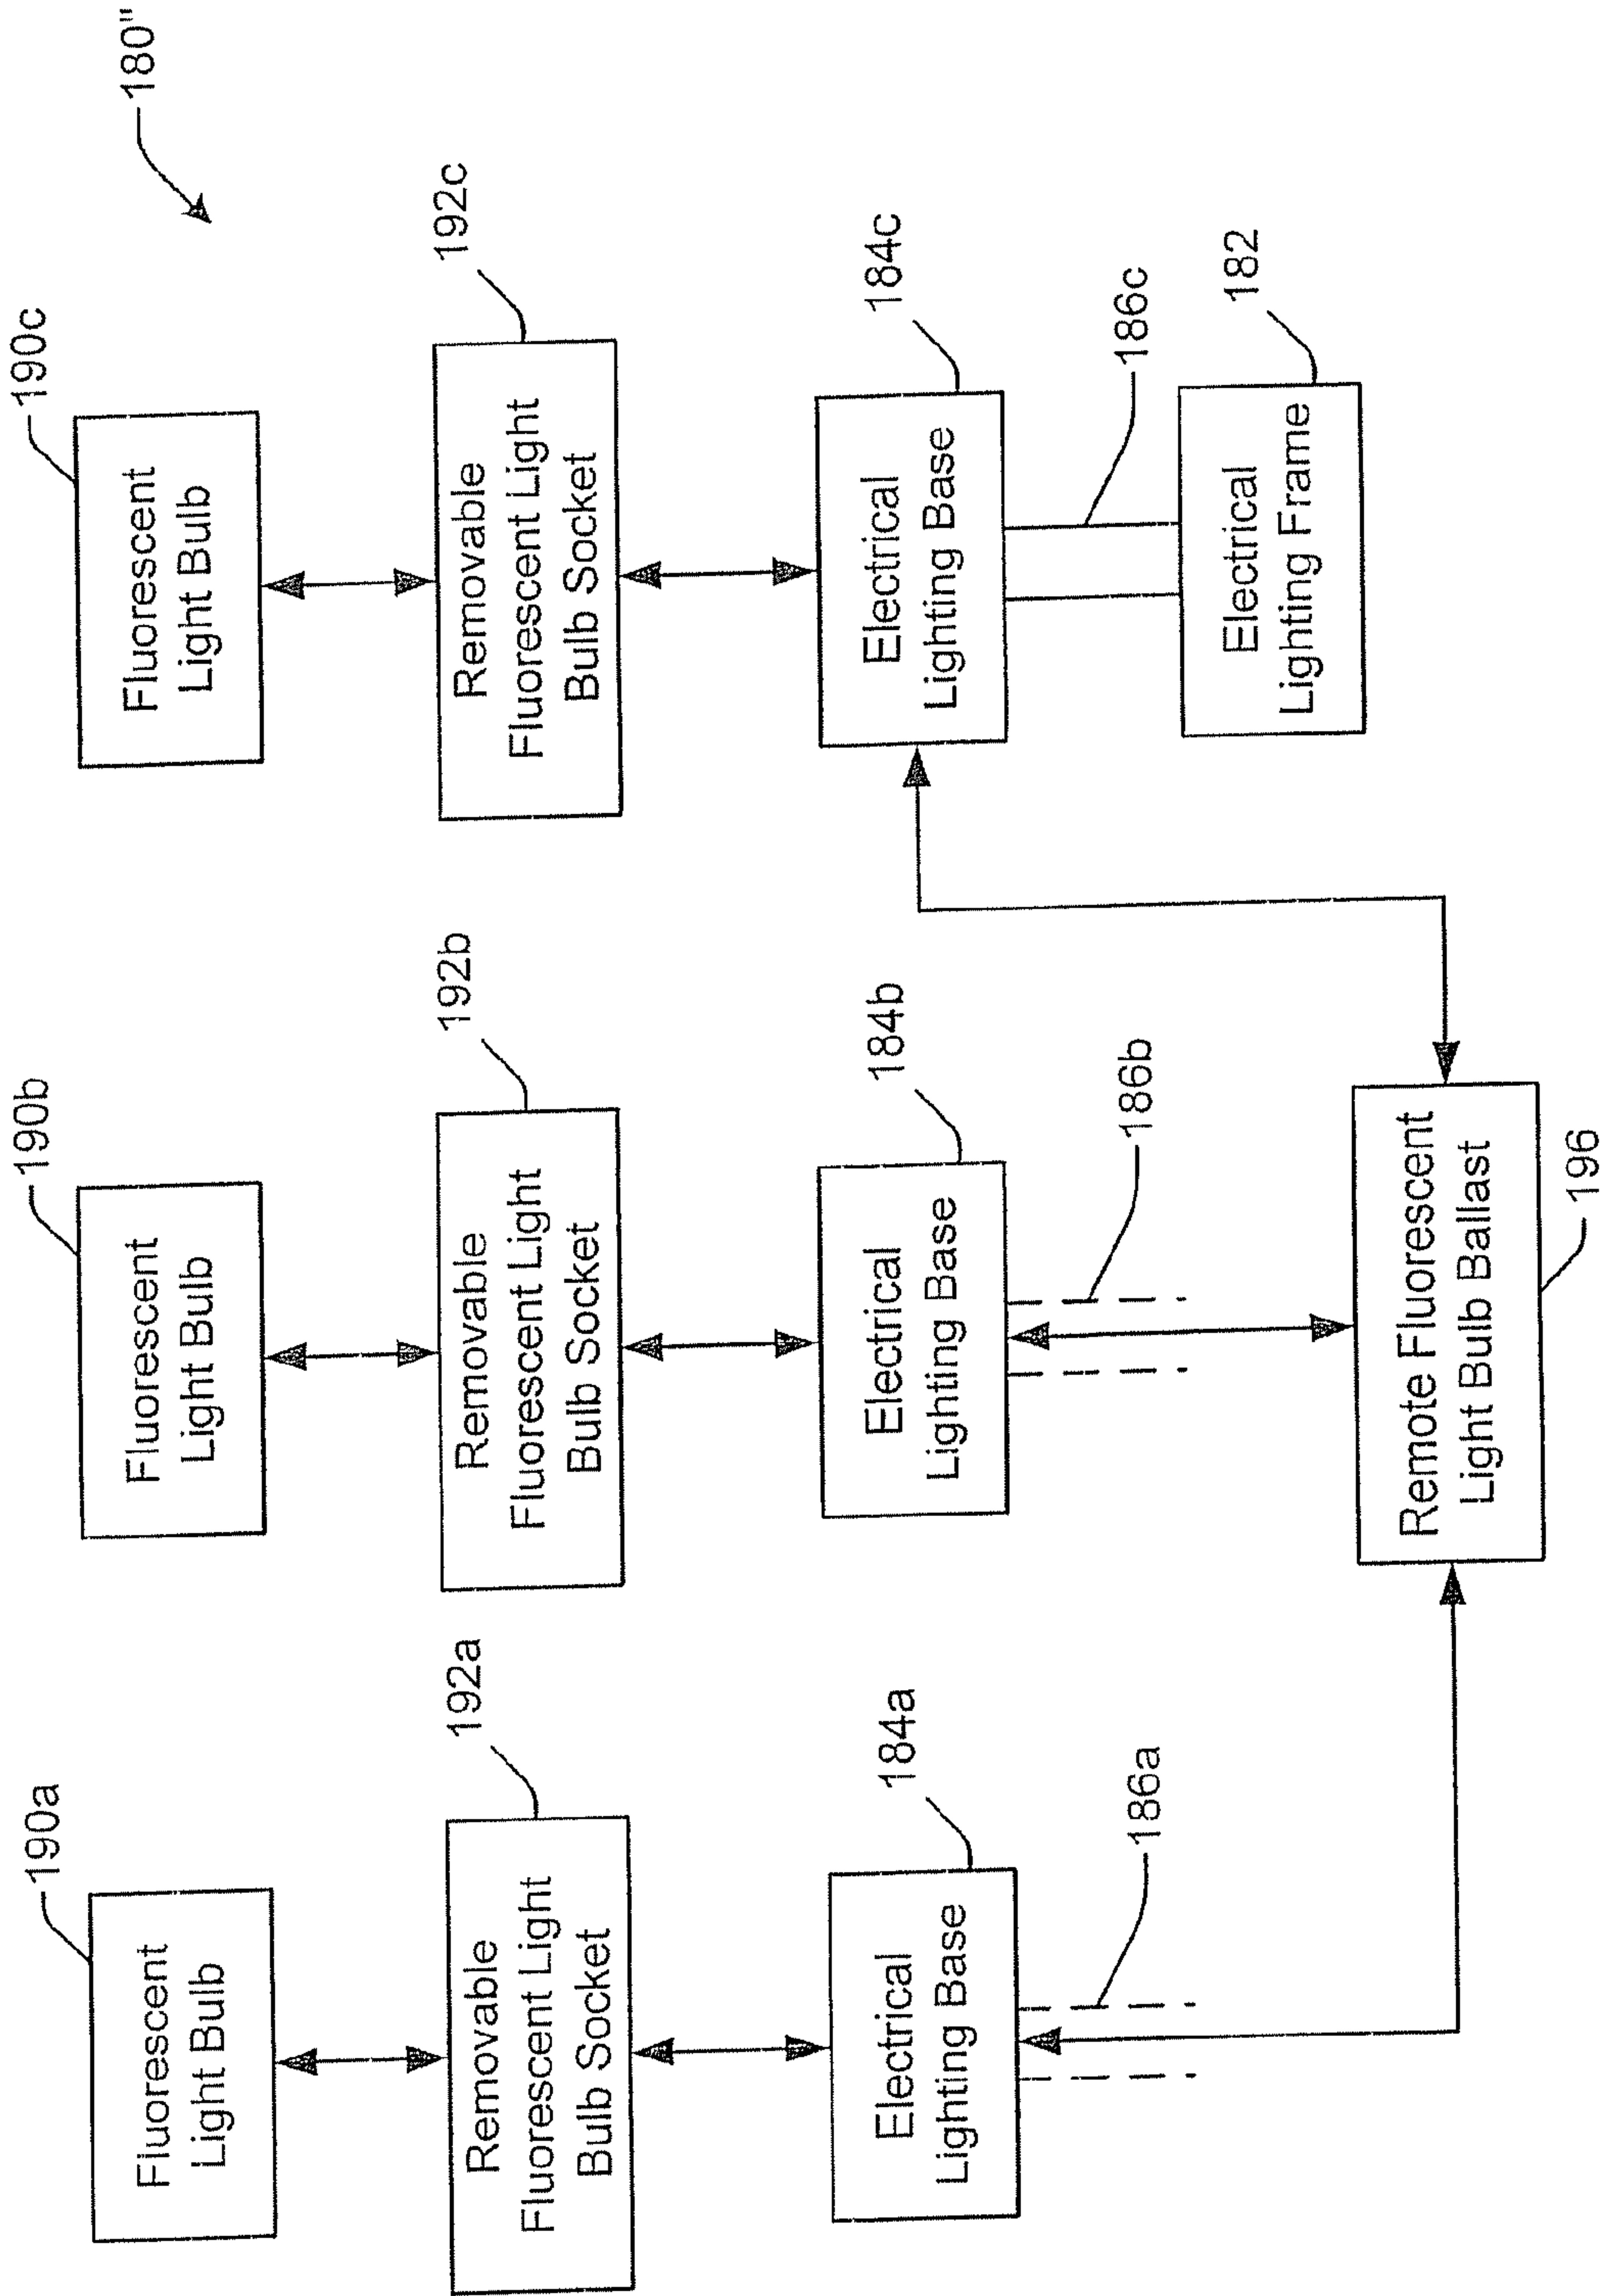 180"
190a
Fluorescent
Light Bulb
190b
Fluorescent
Light Bulb
190c
Fluorescent
Light Bulb
192a
Removable
Fluorescent Light
Bulb Socket
192b
Removable
Fluorescent Light
Bulb Socket
192c
Removable
Fluorescent Light
Bulb Socket
184a
Electrical
Lighting Base
184b
Electrical
Lighting Base
184c
Electrical
Lighting Base
186a
186b
186c
182
Electrical
Lighting Frame
Remote Fluorescent
Light Bulb Ballast
196